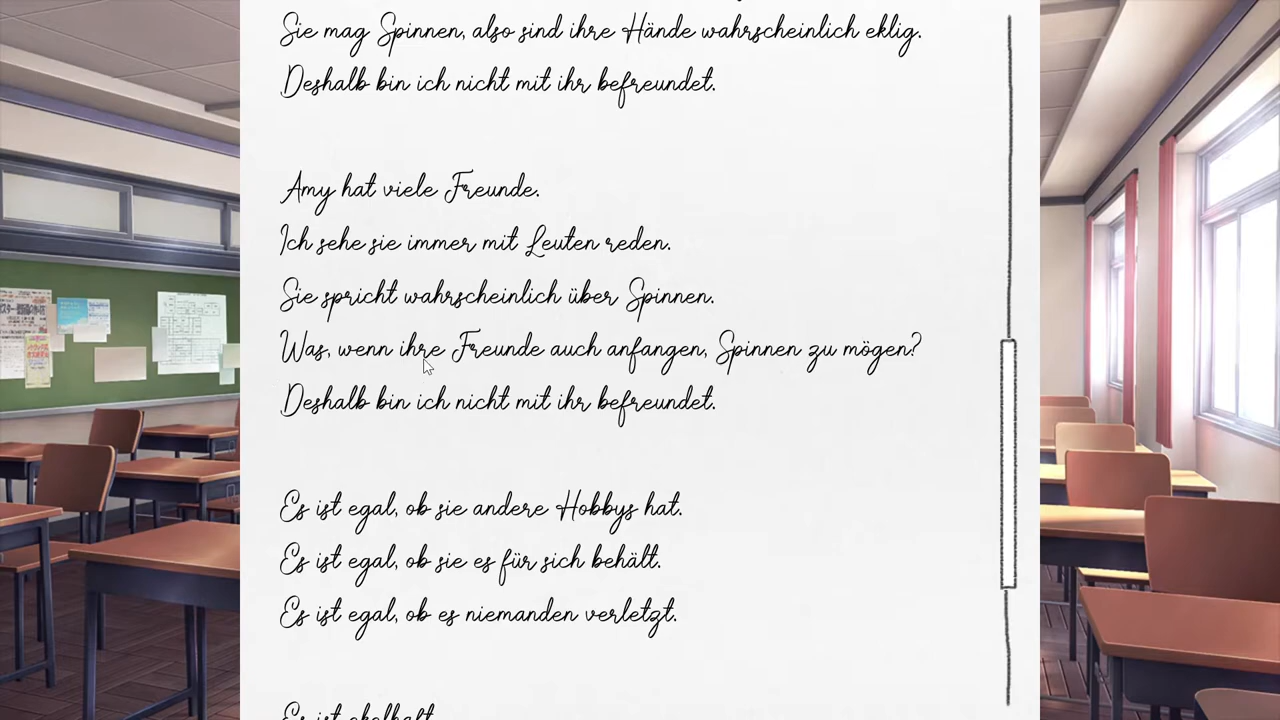 Sie mag Spinnen, also sind ihre Hände wahrscheinlich eklig.
Deshalb bin ich nicht mit ihr befreundet.
Amy hat viele Freunde.
Ich sehe sie immer mit Leuten reden.
Sie spricht wahrscheinlich über Spinnen.
Was, wenn ihre Freunde auch anfangen, Spinnen zu mögen?
Deshalb bin ich nicht mit ihr befreundet.
Es ist egal, ob sie andere Hobbys hat.
Es ist egal, ob sie es für sich behält.
Es ist egal, ob es niemanden verletzt.
Es ist ekelhaft.